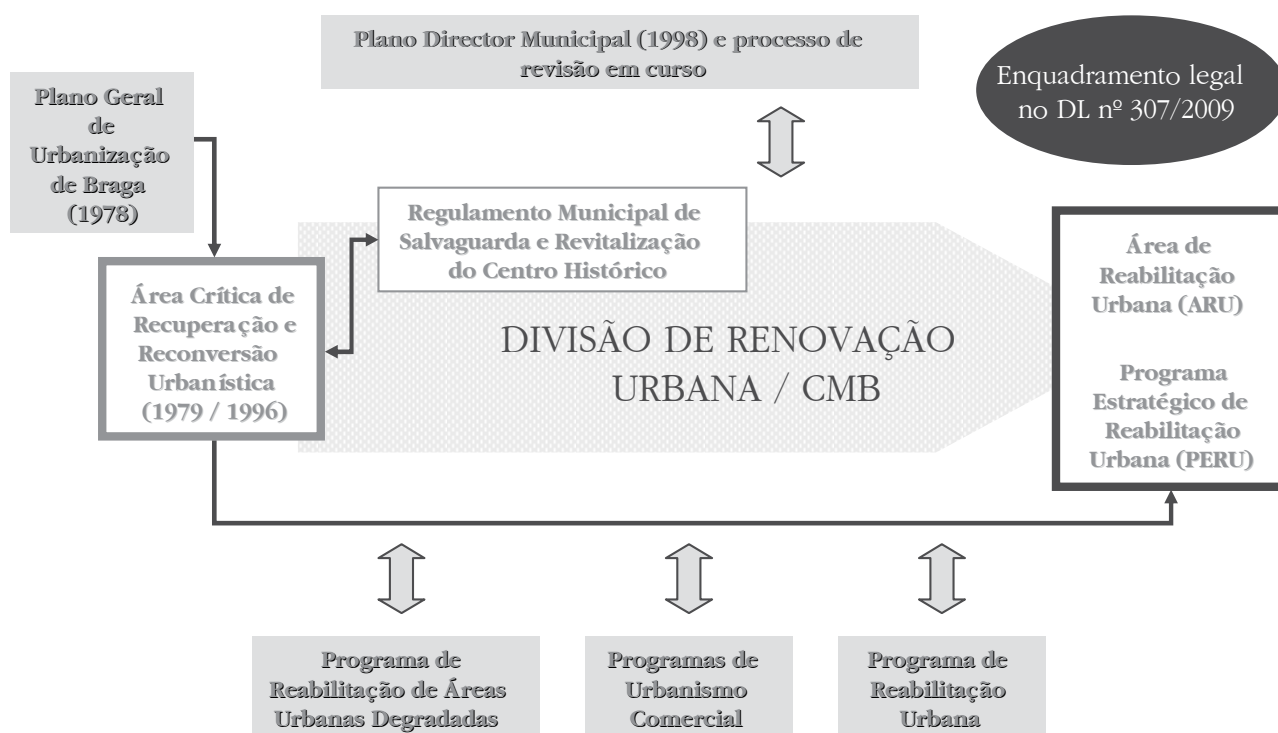 Plano Director Municipal (1998) e processo de
revisão em curso
Enquadramento legal
no DL nº 307/2009
Plano Geral
de
Urbanização
de Braga
(1978)
Regulamento Municipal de
Salvaguarda e Revitalização
do Centro Histórico
Área Crítica de
Recuperação e
Reconversão
Urbanística
(1979 / 1996)
DIVISÃO DE RENOVAÇÃO
URBANA / CMB
Área de
Reabilitação
Urbana (ARU)
Programa
Estratégico de
Reabilitação
Urbana (PERU)
Programa de
Reabilitação de Áreas
Urbanas Degradadas
Programas de
Urbanismo
Comercial
Programa de
Reabilitação
Urbana